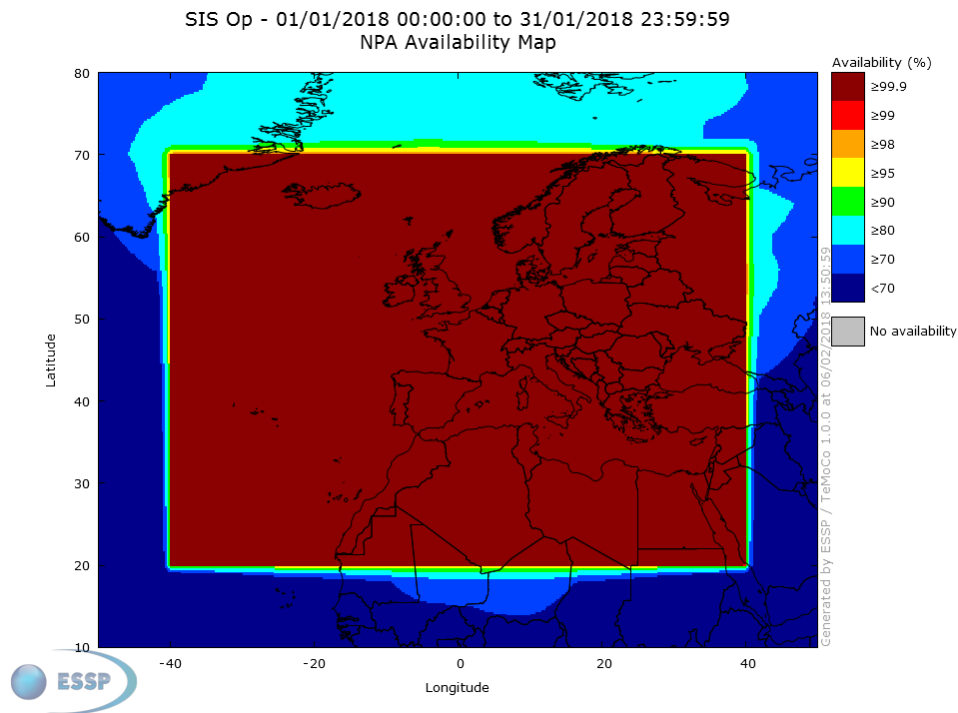 SIS Op - 01/01/2018 00:00:00 to 31/01/2018 23:59:59
NPA Availability Map
Availability (%)
≥99.9
≥99
≥98
≥95
≥90
≥80
≥70
<70
No availability
80
70
60
50
40
30
20
10
Latitude
-40
-20
0
20
40
Longitude
Generated by ESSP / TeMoCo 1.0.0 at 06/02/2018 13:50:59
ESSP